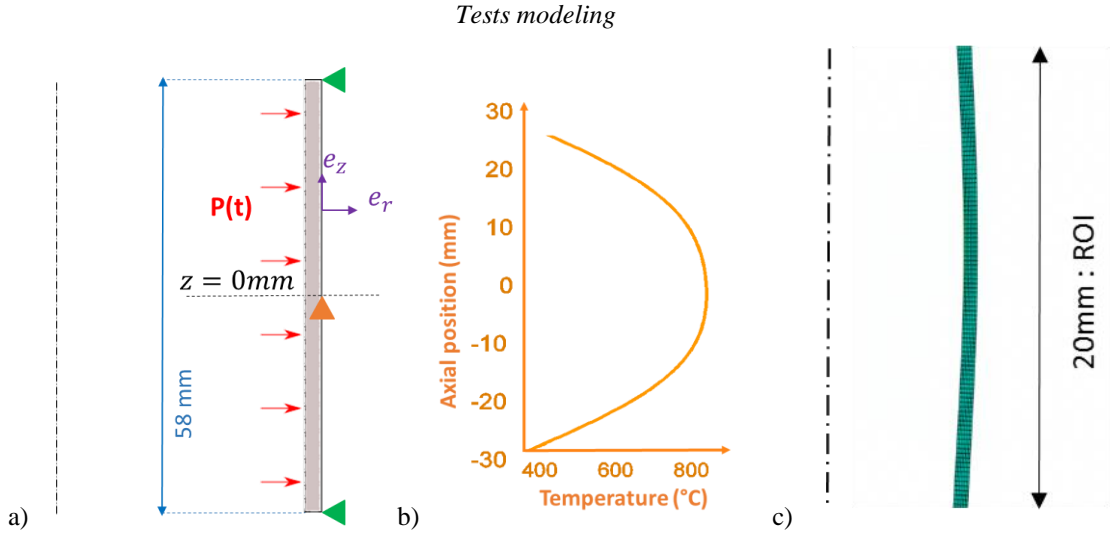 Tests modeling
e_z
e_r
P(t)
z = 0mm
58 mm
a)
30
20
10
0
-10
-20
-30
Axial position (mm)
400 600 800
Temperature (°C)
b)
20mm : ROI
c)